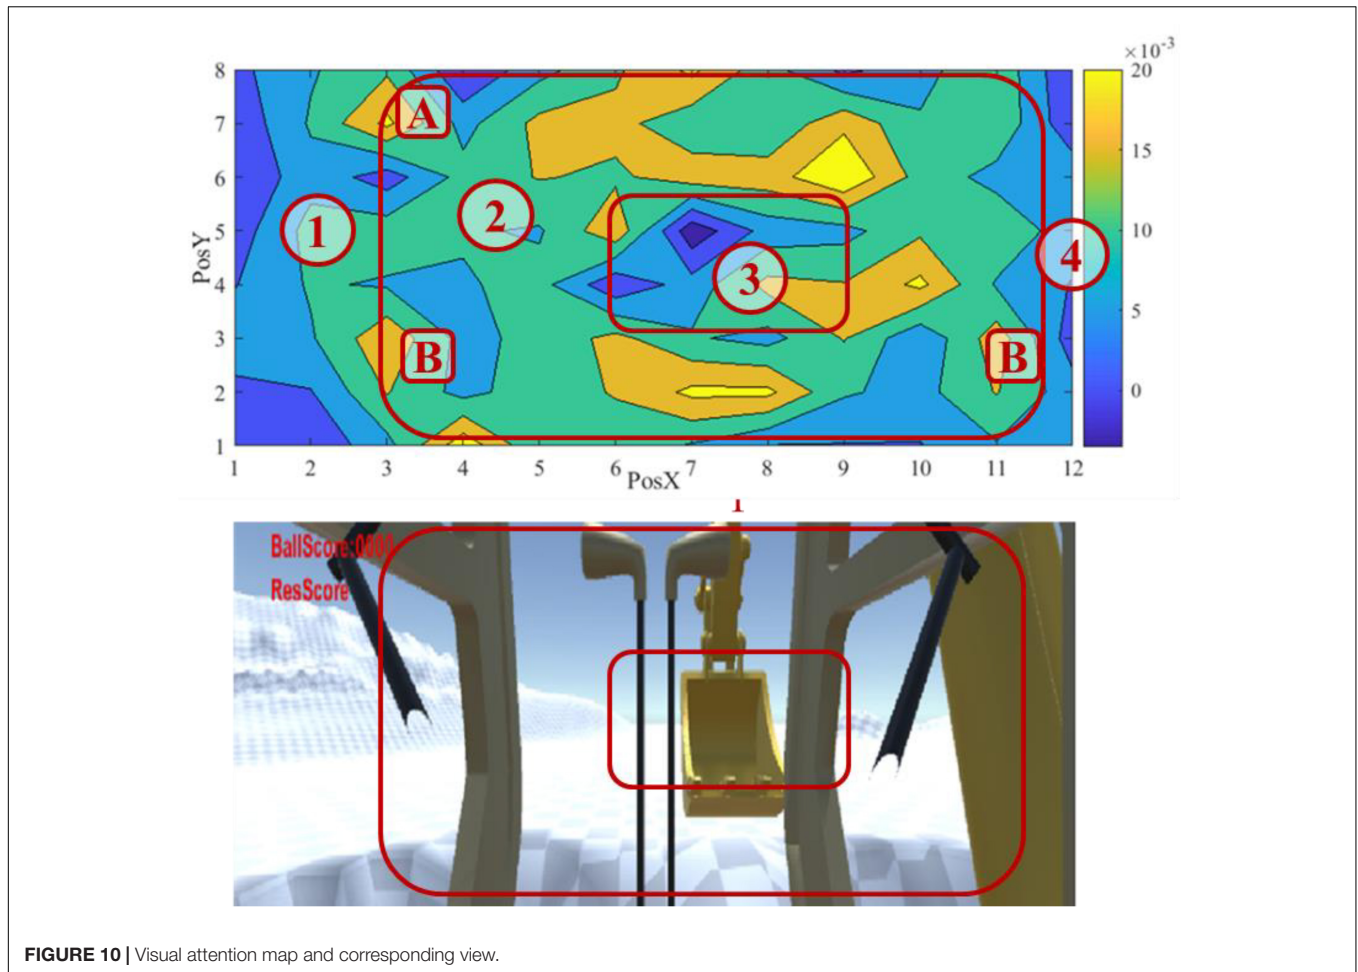 ×10⁻³
8
7
6
5
4
3
2
1
PosY
A
1
2
3
4
B
B
20
15
10
5
0
1 2 3 4 5 6 7 8 9 10 11 12
PosX
BallScore:0000
ResScore
FIGURE 10 | Visual attention map and corresponding view.